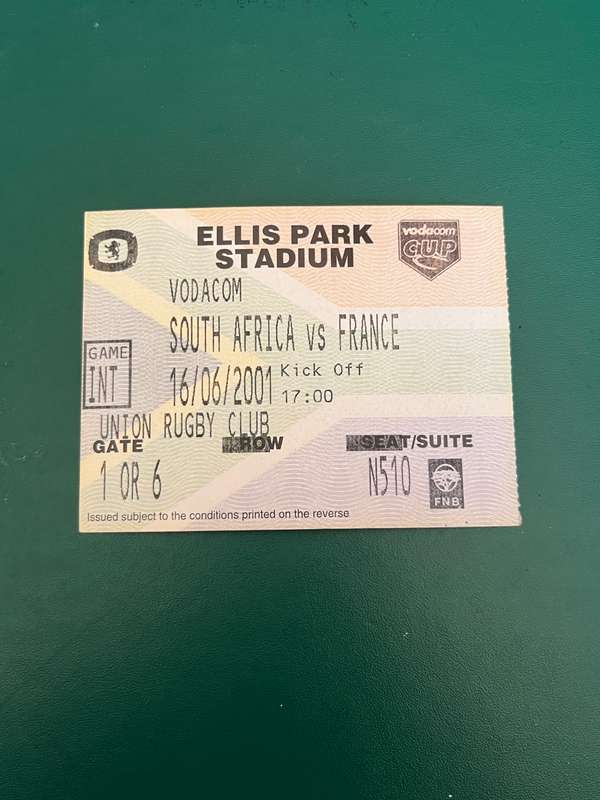 ELLIS PARK
STADIUM
vodacom
CUP
VODACOM
SOUTH AFRICA vs FRANCE
GAME
INT
16/06/2001
Kick Off
17:00
UNION RUGBY CLUB
GATE
ROW
SEAT/SUITE
1 OR 6
N510
FNB
Issued subject to the conditions printed on the reverse